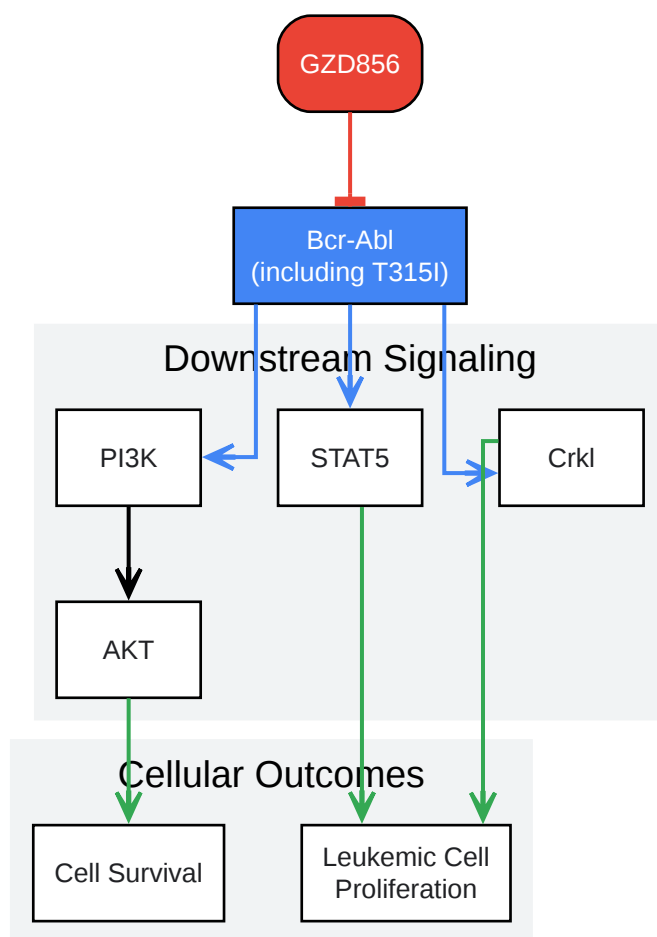 GZD856
Bcr-Abl
(including T315I)
Downstream Signaling
PI3K
STAT5
Crkl
AKT
Cellular Outcomes
Cell Survival
Leukemic Cell
Proliferation